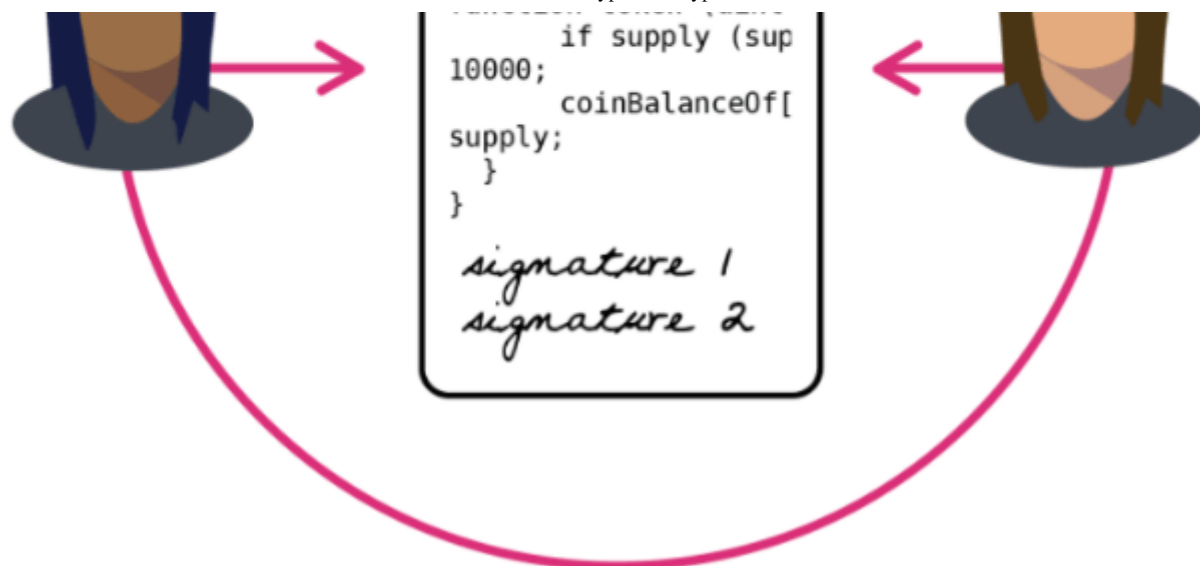 if supply (sup
10000;
coinBalanceOf[
supply;
}
}
signature 1
signature 2